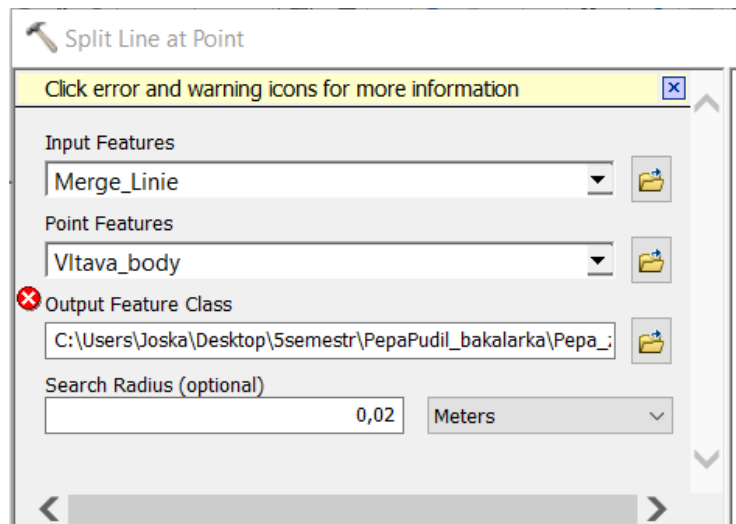 Split Line at Point
Click error and warning icons for more information
Input Features
Merge_Linie
Point Features
Vltava_body
Output Feature Class
C:\Users\Joska\Desktop\5semestr\PepaPudil_bakalarka\Pepa_z
Search Radius (optional)
0,02 Meters